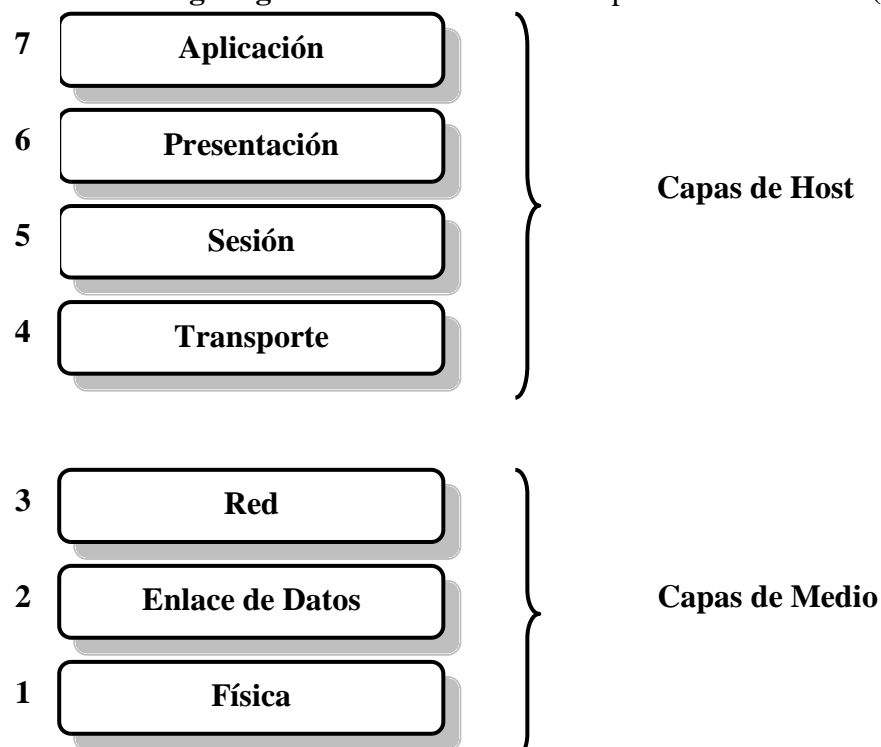 7 Aplicación
6 Presentación
Capas de Host
5 Sesión
4 Transporte
3 Red
2 Enlace de Datos Capas de Medio
1 Física